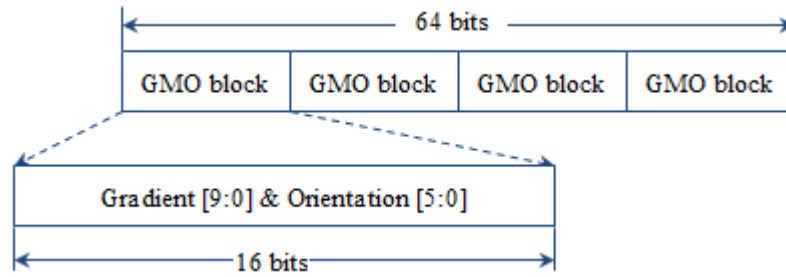 64 bits
GMO block GMO block GMO block GMO block
Gradient [9:0] & Orientation [5:0]
16 bits